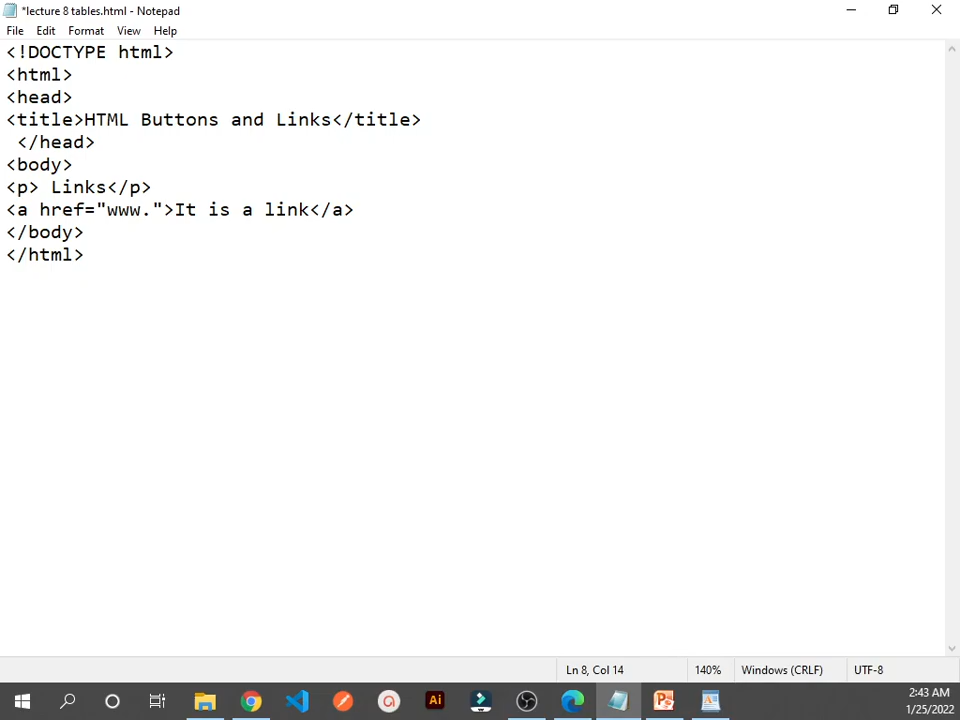 *lecture 8 tables.html - Notepad
File Edit Format View Help
<!DOCTYPE html>
<html>
<head>
<title>HTML Buttons and Links</title>
 </head>
<body>
<p> Links</p>
<a href="www.">It is a link</a>
</body>
</html>
Ln 8, Col 14 140% Windows (CRLF) UTF-8
Ai
2:43 AM
1/25/2022